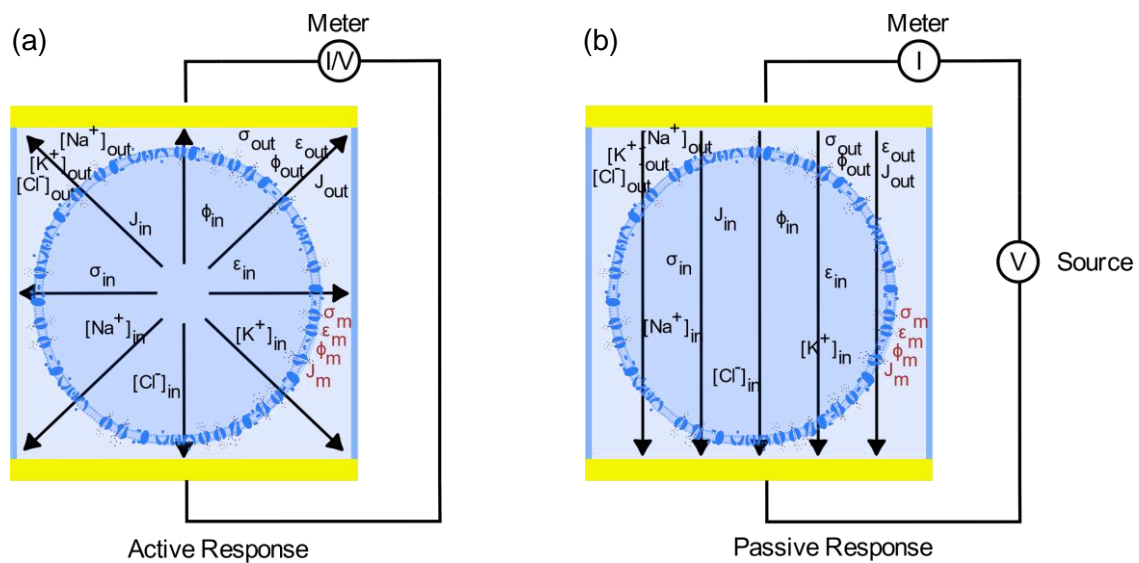 (a)
Meter
I/V
[Na⁺]out
[K⁺]out
[Cl⁻]out
σout
εout
ϕout
Jout
Jin
ϕin
σin
εin
[Na⁺]in
[K⁺]in
[Cl⁻]in
σm
εm
ϕm
Jm
Active Response
(b)
Meter
I
[Na⁺]out
[K⁺]out
[Cl⁻]out
σout
ϕout
εout
Jout
Jin
ϕin
σin
εin
[Na⁺]in
[K⁺]in
[Cl⁻]in
σm
εm
ϕm
Jm
V
Source
Passive Response